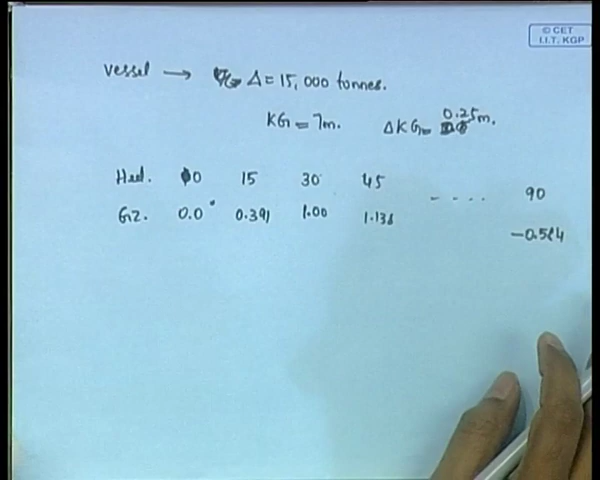 © CET
I.I.T. KGP
vessel → Δ = 15,000 tonnes.
KG = 7m. ΔKG = 0.25m.
Heel. 0 15 30 45 - . . . . 90
GZ. 0.0 0.391 1.00 1.138 -0.584